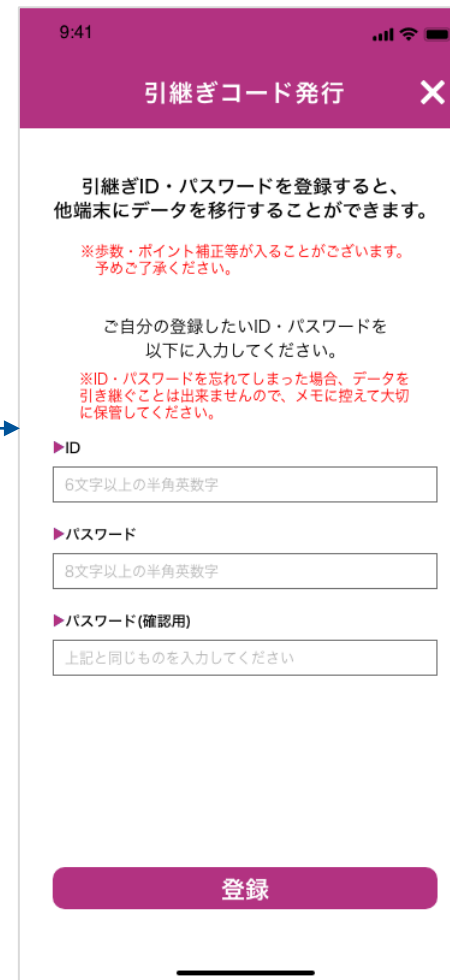 9:41
引継ぎコード発行
引継ぎID・パスワードを登録すると、
他端末にデータを移行することができます。
※歩数・ポイント補正等が入ることがございます。
予めご了承ください。
ご自分の登録したいID・パスワードを
以下に入力してください。
※ID・パスワードを忘れてしまった場合、データを
引き継ぐことは出来ませんので、メモに控えて大切
に保管してください。
▶ID
6文字以上の半角英数字
▶パスワード
8文字以上の半角英数字
▶パスワード(確認用)
上記と同じものを入力してください
登録